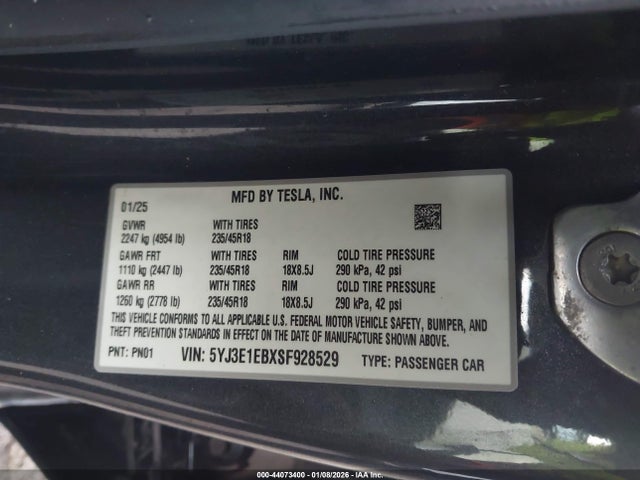 MFD BY TESLA, INC.
01/25
GVWR WITH TIRES
2247 kg (4954 lb) 235/45R18
GAWR FRT WITH TIRES RIM COLD TIRE PRESSURE
1110 kg (2447 lb) 235/45R18 18X8.5J 290 kPa, 42 psi
GAWR RR WITH TIRES RIM COLD TIRE PRESSURE
1260 kg (2778 lb) 235/45R18 18X8.5J 290 kPa, 42 psi
THIS VEHICLE CONFORMS TO ALL APPLICABLE U.S. FEDERAL MOTOR VEHICLE SAFETY, BUMPER, AND
THEFT PREVENTION STANDARDS IN EFFECT ON THE DATE OF MANUFACTURE SHOWN ABOVE.
PNT: PN01 VIN: 5YJ3E1EBXSF928529 TYPE: PASSENGER CAR
000-44073400 - 01/08/2026 - IAA Inc.